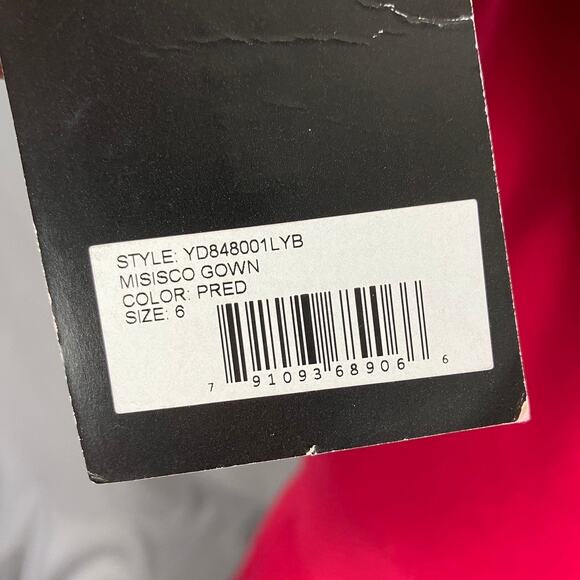 STYLE: YD848001LYB
MISISCO GOWN
COLOR: PRED
SIZE: 6
7 91093 68906 6